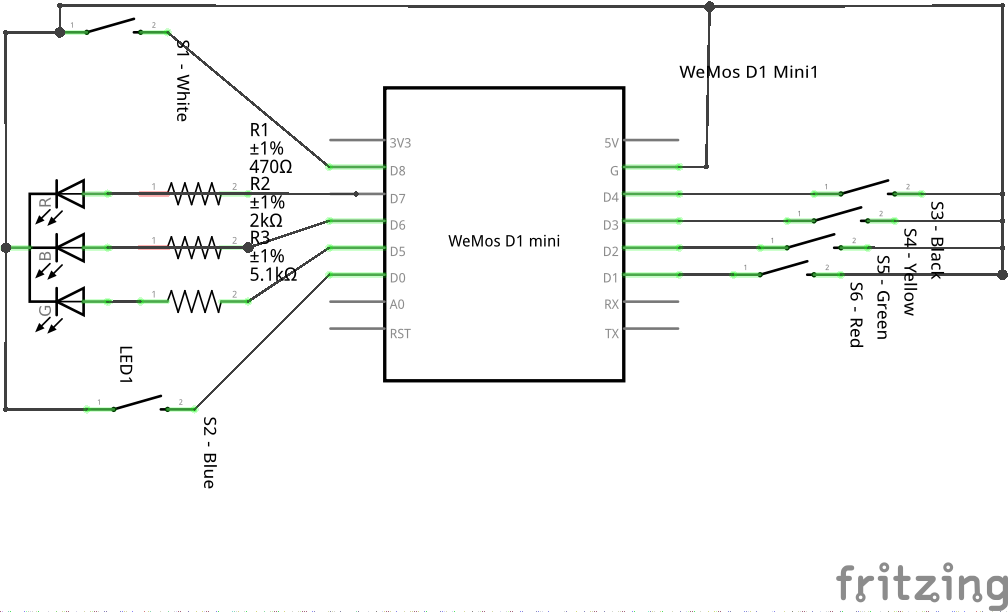 1 2
S1 - White
WeMos D1 Mini1
R1
±1%
470Ω
R2
±1%
2kΩ
R3
±1%
5.1kΩ
3V3
D8
D7
D6
D5
D0
A0
RST
WeMos D1 mini
5V
G
D4
D3
D2
D1
RX
TX
R
1 2
B
1 2
G
1 2
LED1
1 2
S2 - Blue
1 2
S3 - Black
1 2
S4 - Yellow
1 2
S5 - Green
1 2
S6 - Red
fritzing